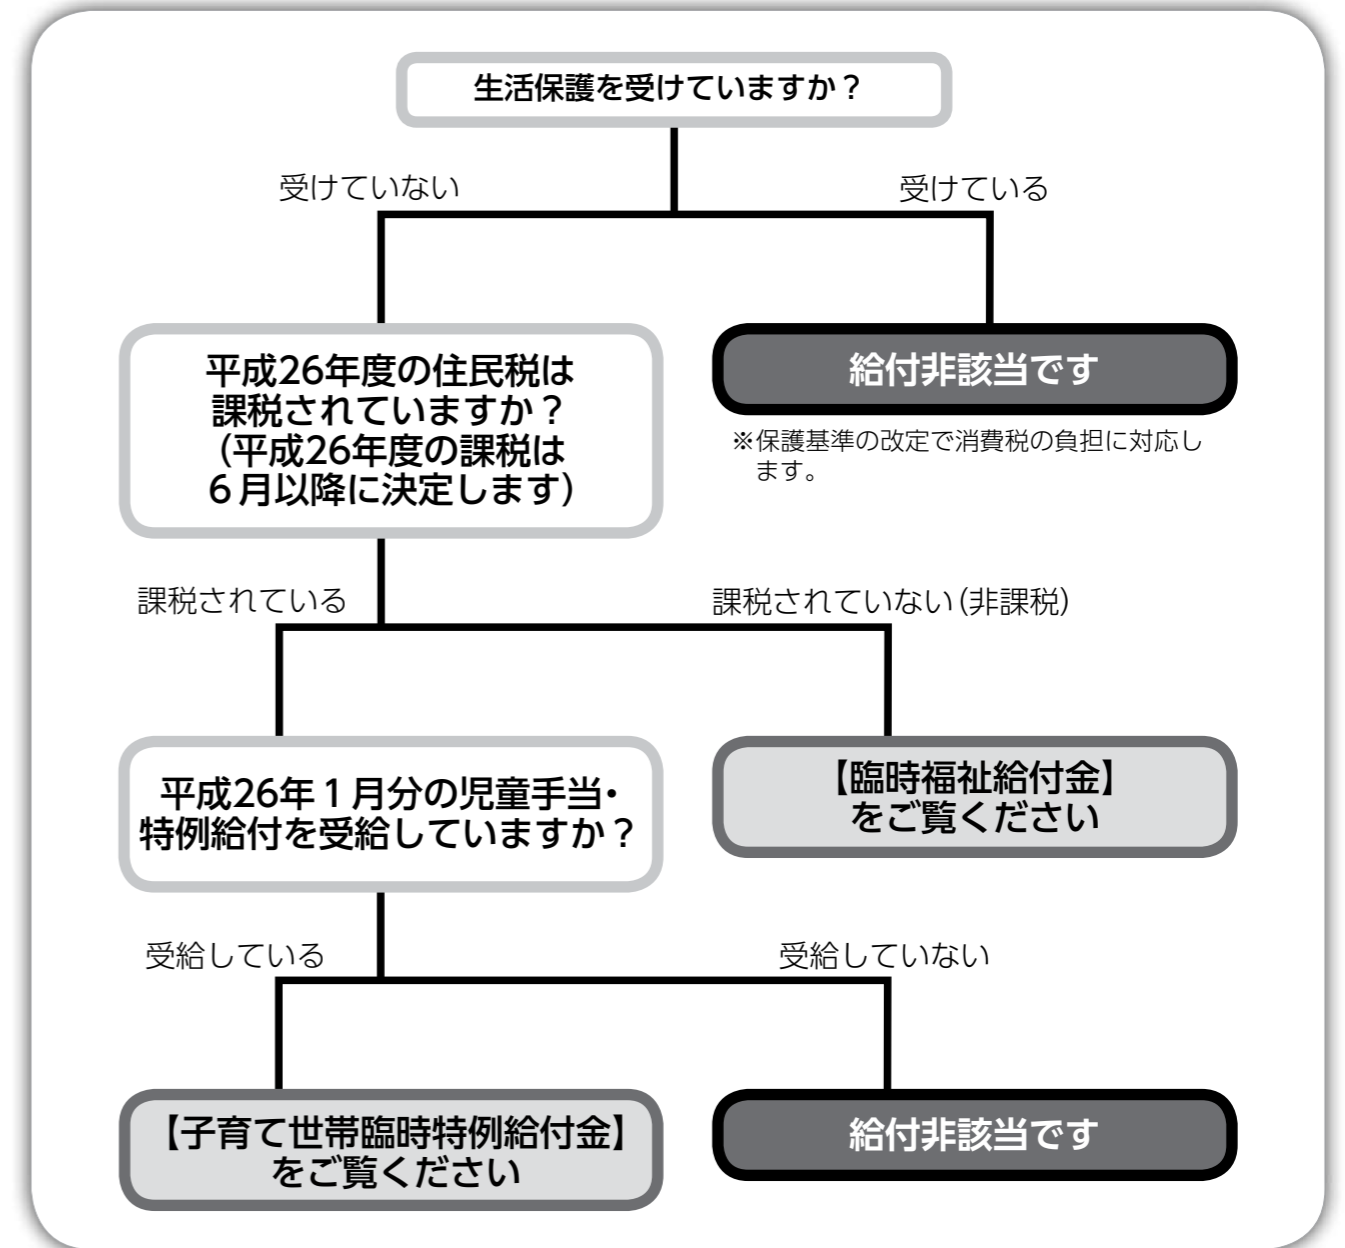 生活保護を受けていますか？
受けていない
受けている
平成26年度の住民税は
課税されていますか？
（平成26年度の課税は
６月以降に決定します）
給付非該当です
※保護基準の改定で消費税の負担に対応し
ます。
課税されている
課税されていない（非課税）
平成26年１月分の児童手当・
特例給付を受給していますか？
【臨時福祉給付金】
をご覧ください
受給している
受給していない
【子育て世帯臨時特例給付金】
をご覧ください
給付非該当です